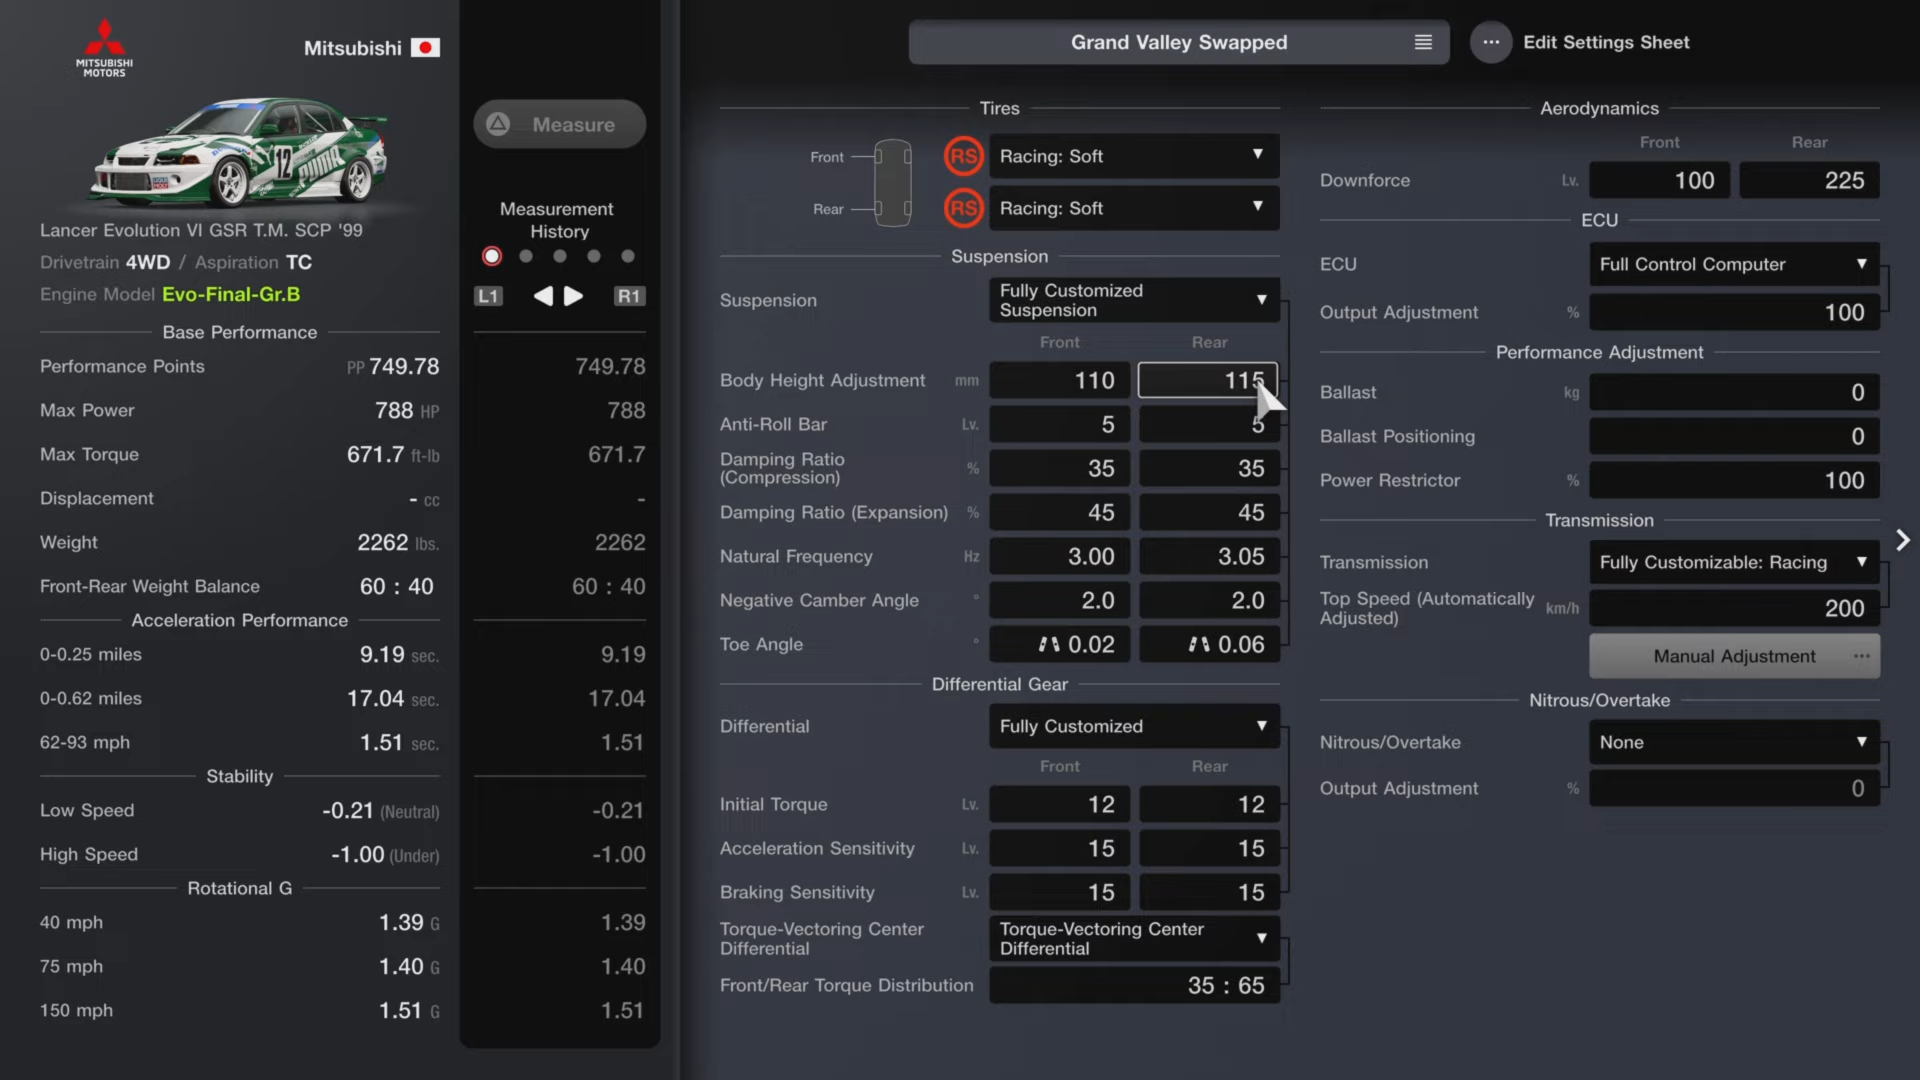 MITSUBISHI
MOTORS
Mitsubishi
12
PUMA
Lancer Evolution VI GSR T.M. SCP '99
Drivetrain 4WD / Aspiration TC
Engine Model Evo-Final-Gr.B
Base Performance
Performance Points PP 749.78
Max Power 788 HP
Max Torque 671.7 ft-lb
Displacement - cc
Weight 2262 lbs.
Front-Rear Weight Balance 60 : 40
Acceleration Performance
0-0.25 miles 9.19 sec.
0-0.62 miles 17.04 sec.
62-93 mph 1.51 sec.
Stability
Low Speed -0.21 (Neutral)
High Speed -1.00 (Under)
Rotational G
40 mph 1.39 G
75 mph 1.40 G
150 mph 1.51 G
Measure
Measurement
History
L1 R1
749.78
788
671.7
-
2262
60 : 40
9.19
17.04
1.51
-0.21
-1.00
1.39
1.40
1.51
Grand Valley Swapped
Edit Settings Sheet
Tires
Front RS Racing: Soft
Rear RS Racing: Soft
Suspension
Suspension Fully Customized
Suspension
Front Rear
Body Height Adjustment mm 110 115
Anti-Roll Bar Lv. 5 5
Damping Ratio
(Compression) % 35 35
Damping Ratio (Expansion) % 45 45
Natural Frequency Hz 3.00 3.05
Negative Camber Angle ° 2.0 2.0
Toe Angle ° 0.02 0.06
Differential Gear
Differential Fully Customized
Front Rear
Initial Torque Lv. 12 12
Acceleration Sensitivity Lv. 15 15
Braking Sensitivity Lv. 15 15
Torque-Vectoring Center
Differential
Torque-Vectoring Center
Differential
Front/Rear Torque Distribution 35 : 65
Aerodynamics
Front Rear
Downforce Lv. 100 225
ECU
ECU Full Control Computer
Output Adjustment % 100
Performance Adjustment
Ballast kg 0
Ballast Positioning 0
Power Restrictor % 100
Transmission
Transmission Fully Customizable: Racing
Top Speed (Automatically
Adjusted) km/h 200
Manual Adjustment
Nitrous/Overtake
Nitrous/Overtake None
Output Adjustment % 0